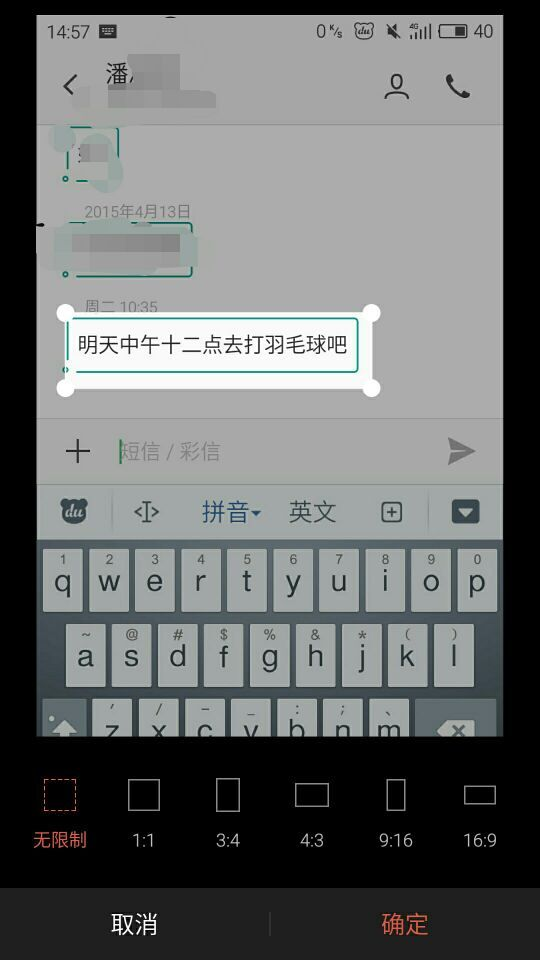 14:57 0 K/s du 4G 40
潘
2015年4月13日
周二 10:35
明天中午十二点去打羽毛球吧
短信 / 彩信
du 拼音 英文
1 2 3 4 5 6 7 8 9 0
q w e r t y u i o p
~ @ # $ % & * ( )
a s d f g h j k l
' / - _ : ; 、
z x c v b n m
无限制 1:1 3:4 4:3 9:16 16:9
取消 确定